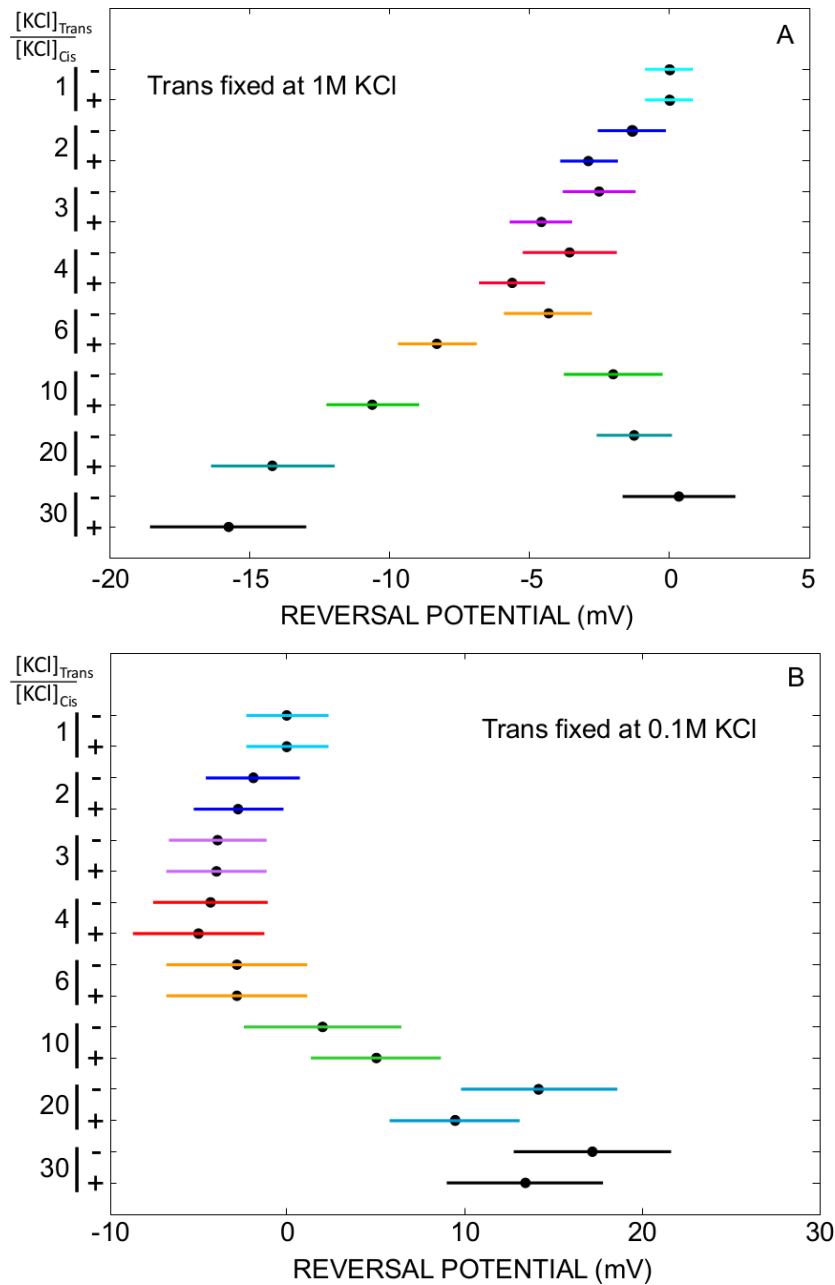 [KCl]Trans
[KCl]Cis
A
Trans fixed at 1M KCl
1 -
+
2 -
+
3 -
+
4 -
+
6 -
+
10 -
+
20 -
+
30 -
+
-20 -15 -10 -5 0 5
REVERSAL POTENTIAL (mV)
[KCl]Trans
[KCl]Cis
B
Trans fixed at 0.1M KCl
1 -
+
2 -
+
3 -
+
4 -
+
6 -
+
10 -
+
20 -
+
30 -
+
-10 0 10 20 30
REVERSAL POTENTIAL (mV)